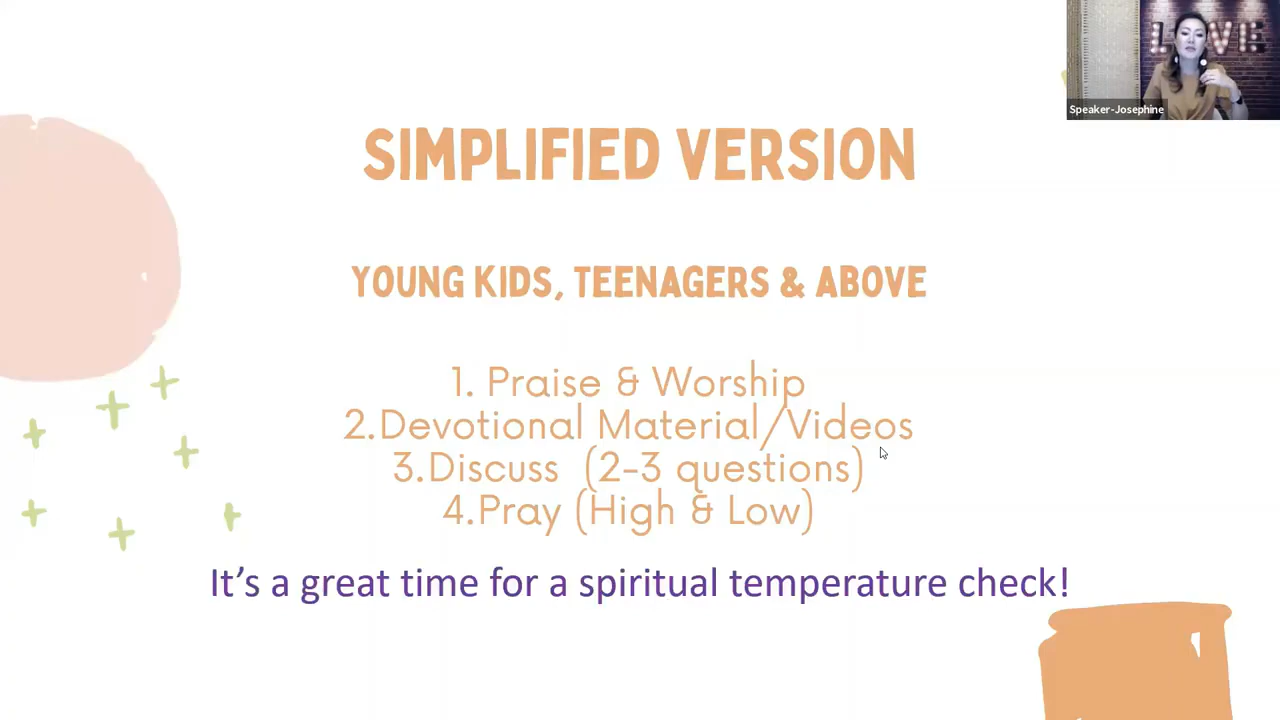 LOVE
Speaker-Josephine
SIMPLIFIED VERSION
YOUNG KIDS, TEENAGERS & ABOVE
1. Praise & Worship
2.Devotional Material/Videos
3.Discuss (2-3 questions)
4.Pray (High & Low)
It's a great time for a spiritual temperature check!